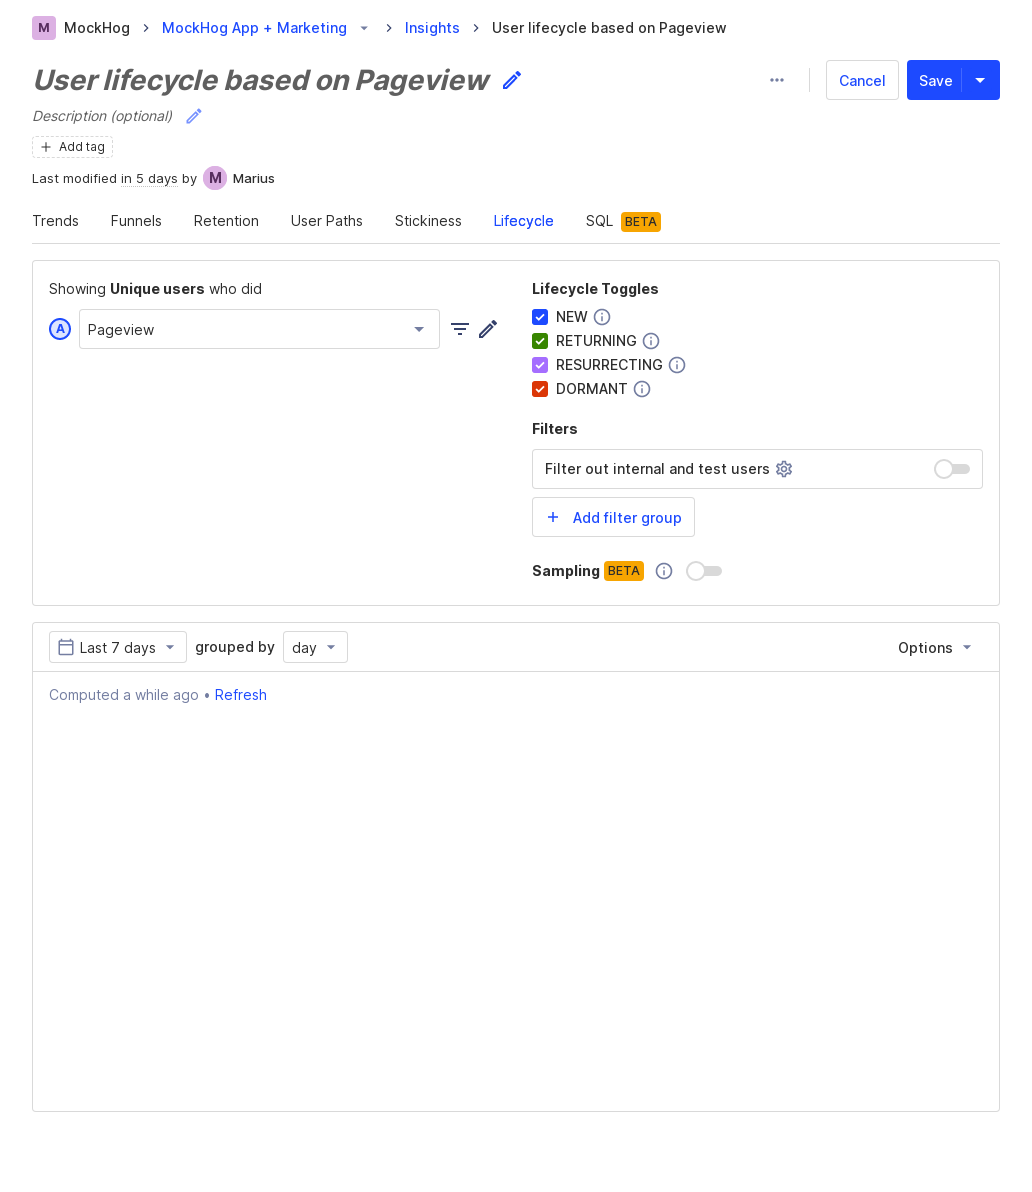 M MockHog MockHog App + Marketing Insights User lifecycle based on Pageview
User lifecycle based on Pageview
Cancel Save
Description (optional)
Add tag
Last modified in 5 days by M Marius
Trends Funnels Retention User Paths Stickiness Lifecycle SQL BETA
Showing Unique users who did
A Pageview
Lifecycle Toggles
NEW
RETURNING
RESURRECTING
DORMANT
Filters
Filter out internal and test users
Add filter group
Sampling BETA
Last 7 days grouped by day Options
Computed a while ago • Refresh